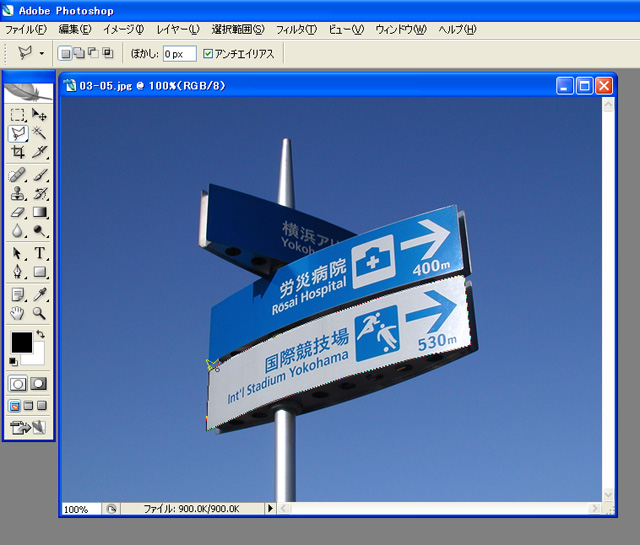 Adobe Photoshop
ファイル(F) 編集(E) イメージ(I) レイヤー(L) 選択範囲(S) フィルタ(T) ビュー(V) ウィンドウ(W) ヘルプ(H)
ぼかし: 0 px アンチエイリアス
03-05.jpg @ 100%(RGB/8)
横浜アリ
Yokoha
労災病院
Rōsai Hospital
400m
国際競技場
Int'l Stadium Yokohama
530m
100% ファイル: 900.0K/900.0K